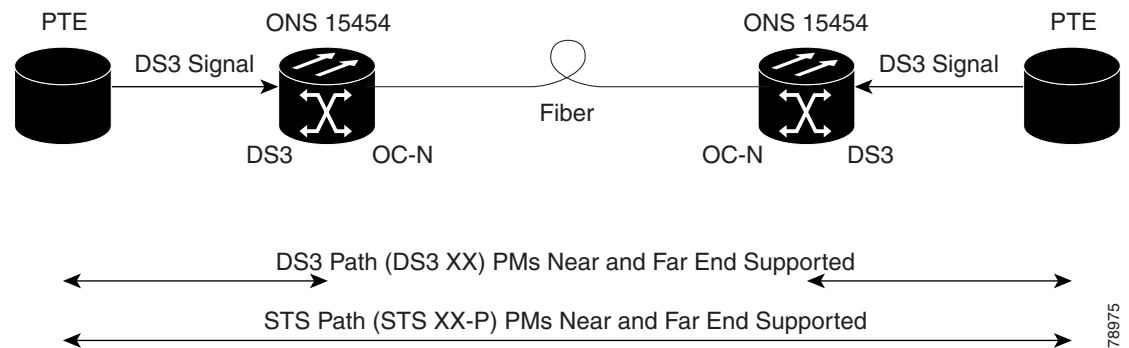 PTE
ONS 15454
ONS 15454
PTE
DS3 Signal
DS3 Signal
Fiber
DS3
OC-N
OC-N
DS3
DS3 Path (DS3 XX) PMs Near and Far End Supported
STS Path (STS XX-P) PMs Near and Far End Supported
78975